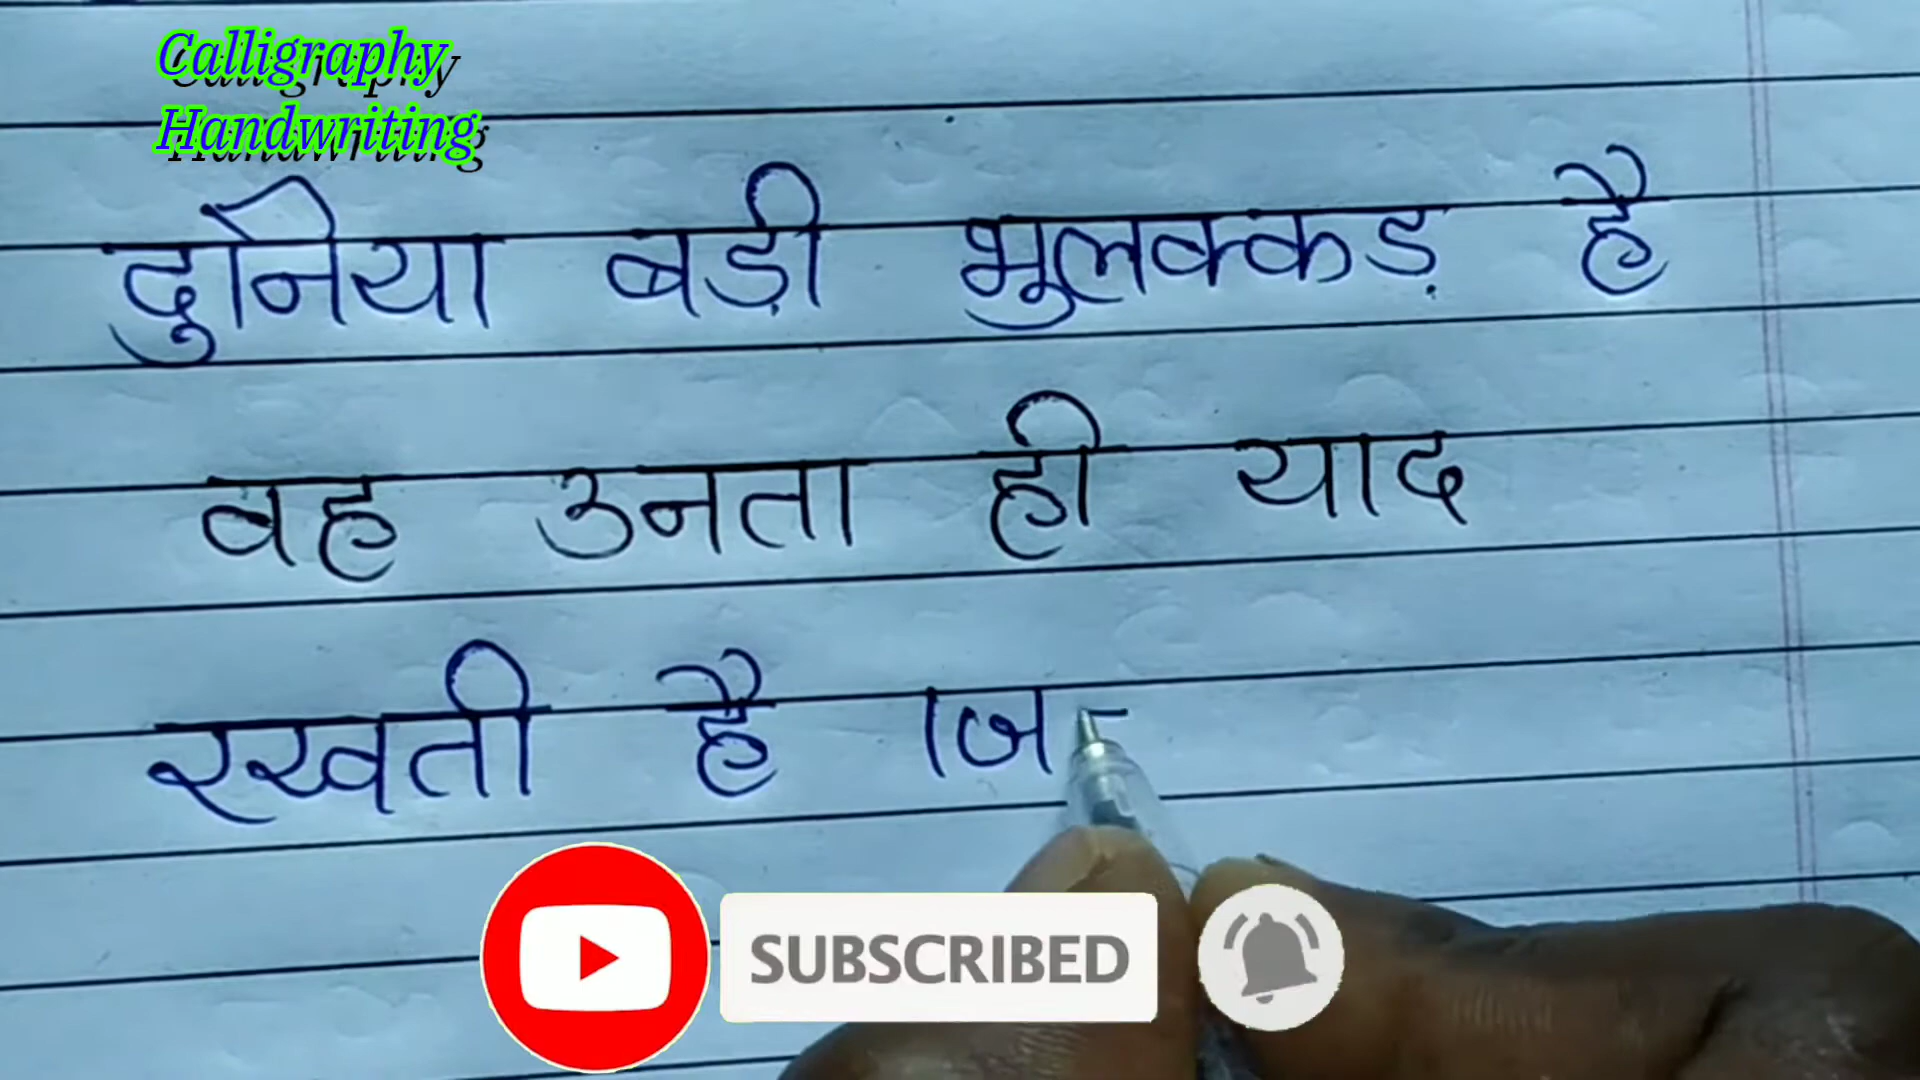 Calligraphy
Handwriting
दुनिया बड़ी भुलक्कड़ है
वह उनता ही याद
रखती है
SUBSCRIBED